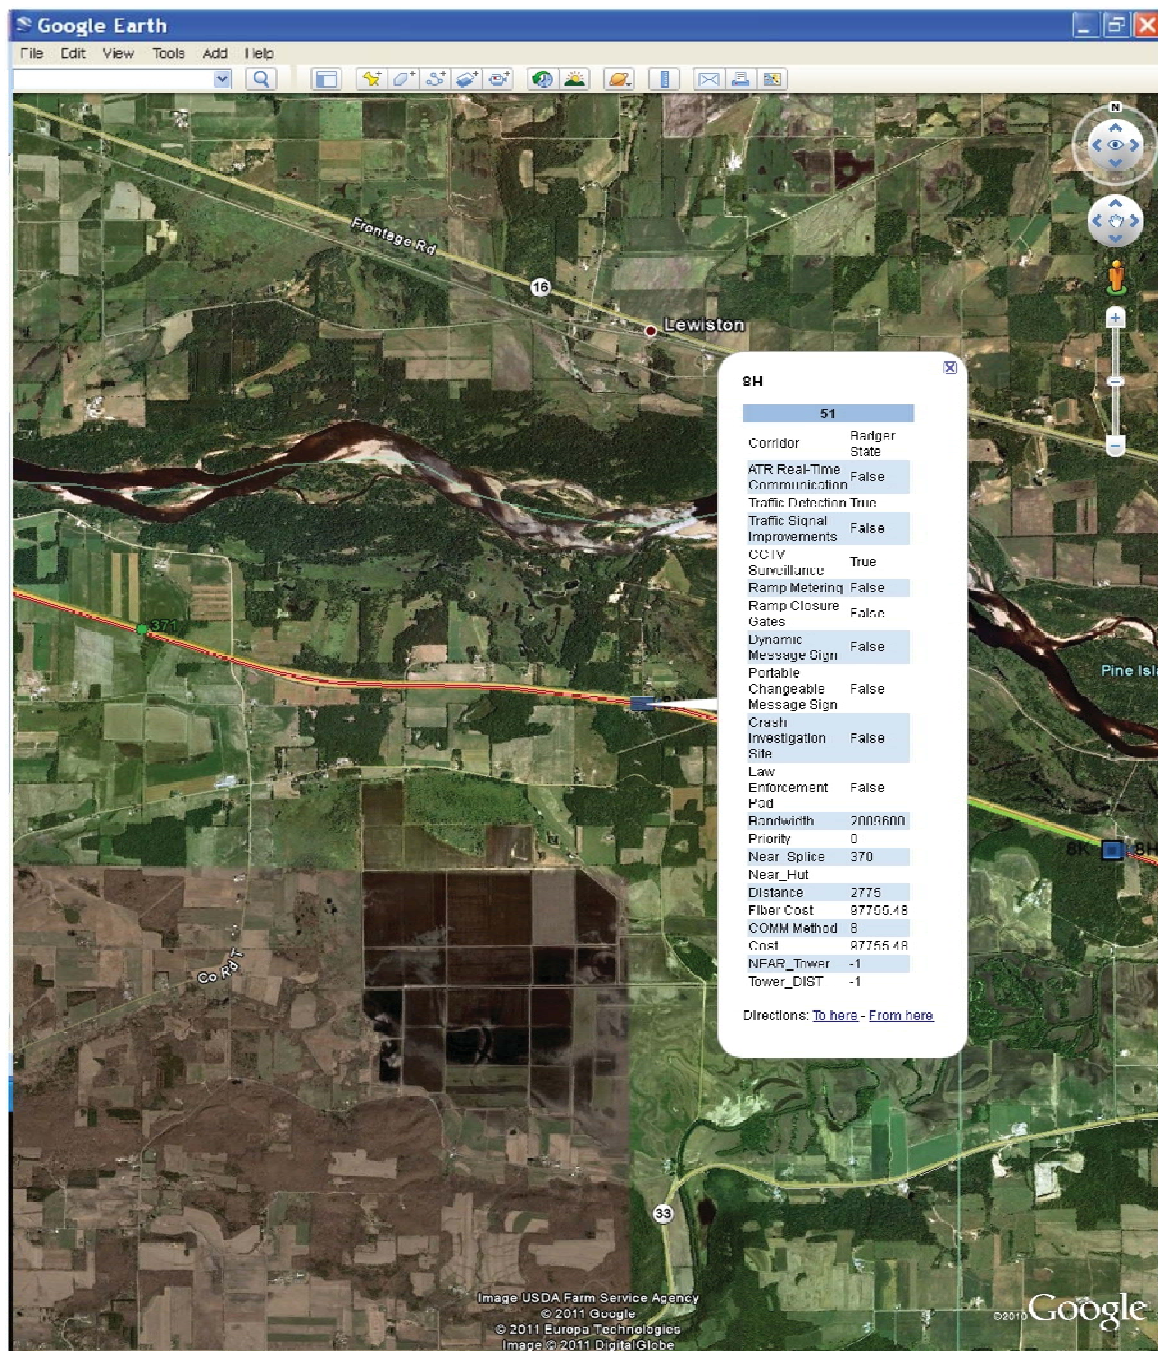 Google Earth
File Edit View Tools Add Help
N
Frontage Rd
16
Lewiston
8H
51
Corridor Badger State
ATR Real-Time Communication False
Traffic Detection True
Traffic Signal Improvements False
CCTV Surveillance True
Ramp Metering False
Ramp Closure Gates False
Dynamic Message Sign False
Portable Changeable Message Sign False
Crash Investigation Site False
Law Enforcement Pad False
Bandwidth 2009600
Priority 0
Near_Splice 370
Near_Hut
Distance 2775
Fiber Cost 97755.48
COMM Method 8
Cost 97755.48
NEAR_Tower -1
Tower_DIST -1
Directions: To here - From here
371
Pine Isl
8K 8H
Co Rd T
33
Image USDA Farm Service Agency
© 2011 Google
© 2011 Europa Technologies
Image © 2011 DigitalGlobe
©2010 Google